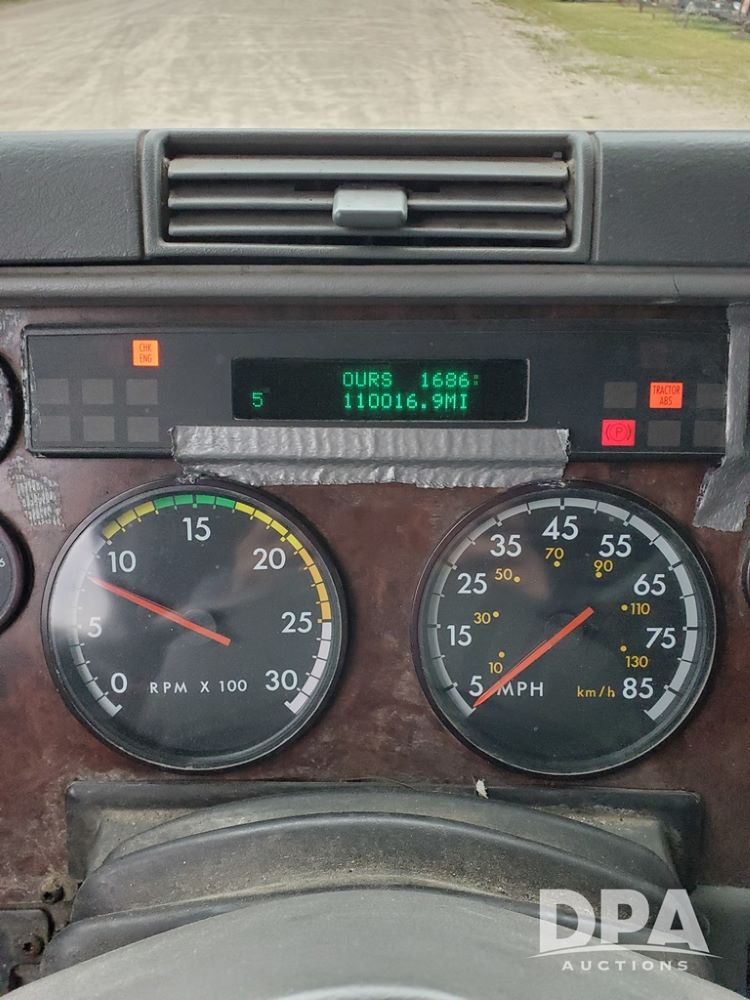 CHK
ENG
OURS 1686:
5 110016.9MI
TRACTOR
ABS
(P)
0
5
10
15
20
25
30
RPM X 100
5
15
25
35
45
55
65
75
85
10
30
50
70
90
110
130
MPH
km/h
DPA
AUCTIONS